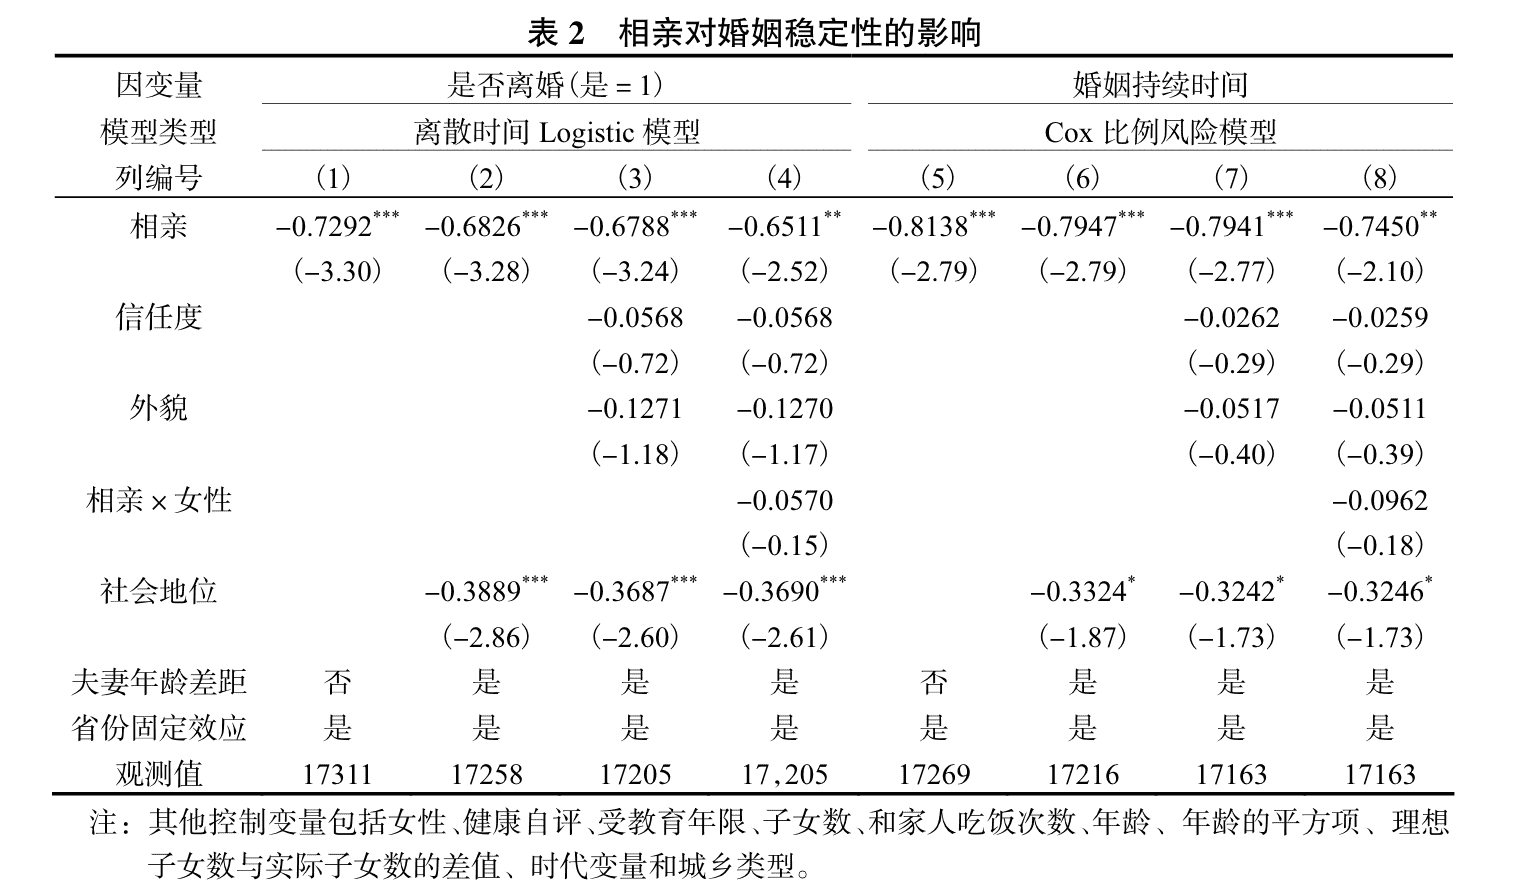 表 2 相亲对婚姻稳定性的影响
因变量 是否离婚(是 = 1) 婚姻持续时间
模型类型 离散时间 Logistic 模型 Cox 比例风险模型
列编号 (1) (2) (3) (4) (5) (6) (7) (8)
相亲 -0.7292*** -0.6826*** -0.6788*** -0.6511** -0.8138*** -0.7947*** -0.7941*** -0.7450**
(-3.30) (-3.28) (-3.24) (-2.52) (-2.79) (-2.79) (-2.77) (-2.10)
信任度 -0.0568 -0.0568 -0.0262 -0.0259
(-0.72) (-0.72) (-0.29) (-0.29)
外貌 -0.1271 -0.1270 -0.0517 -0.0511
(-1.18) (-1.17) (-0.40) (-0.39)
相亲 × 女性 -0.0570 -0.0962
(-0.15) (-0.18)
社会地位 -0.3889*** -0.3687*** -0.3690*** -0.3324* -0.3242* -0.3246*
(-2.86) (-2.60) (-2.61) (-1.87) (-1.73) (-1.73)
夫妻年龄差距 否 是 是 是 否 是 是 是
省份固定效应 是 是 是 是 是 是 是 是
观测值 17311 17258 17205 17,205 17269 17216 17163 17163
注: 其他控制变量包括女性、健康自评、受教育年限、子女数、和家人吃饭次数、年龄、年龄的平方项、理想
子女数与实际子女数的差值、时代变量和城乡类型。